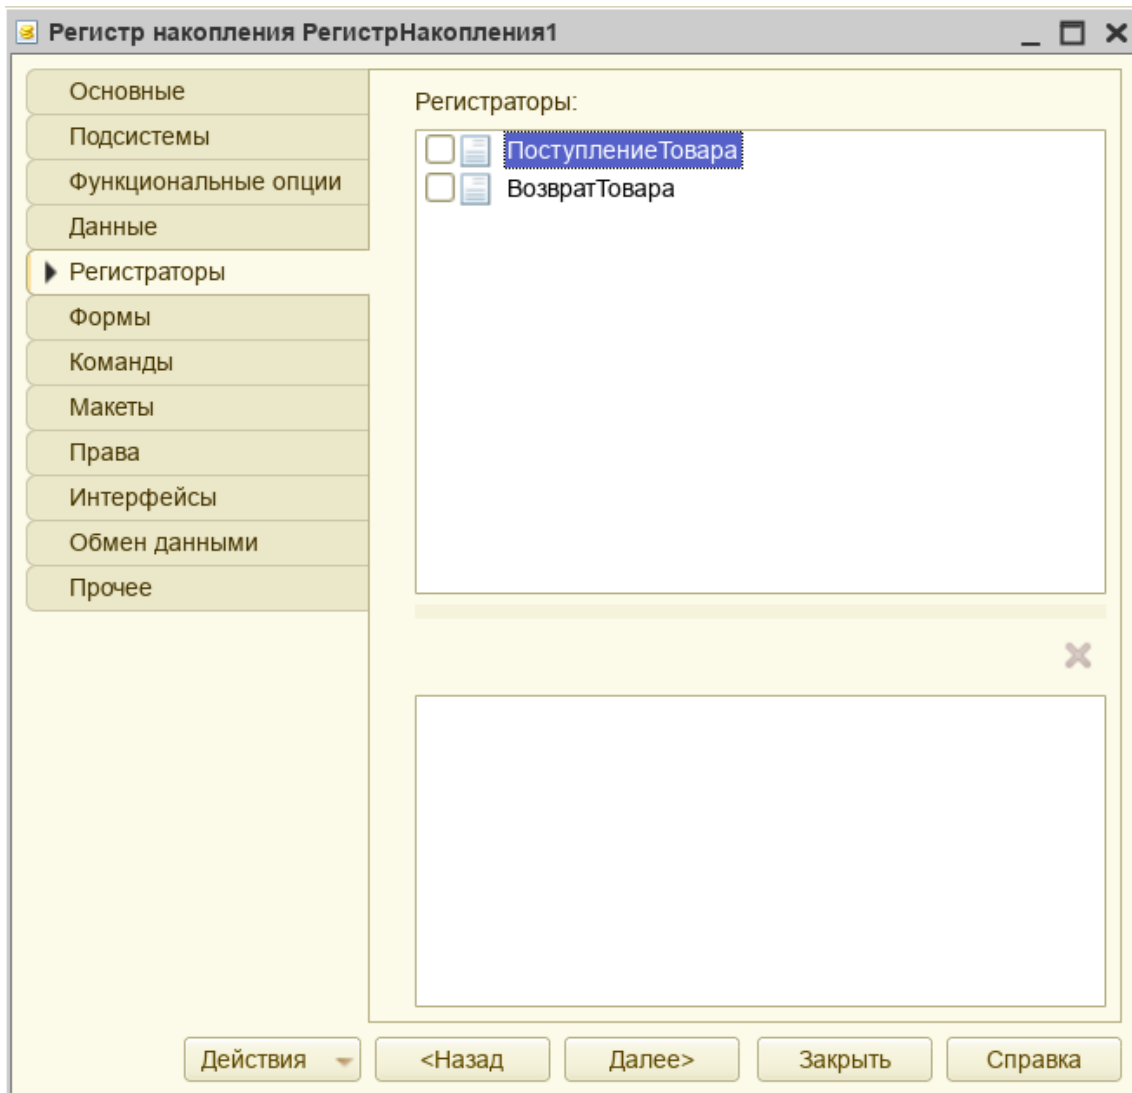 Регистр накопления РегистрНакопления1
Основные
Подсистемы
Функциональные опции
Данные
Регистраторы
Формы
Команды
Макеты
Права
Интерфейсы
Обмен данными
Прочее
Регистраторы:
ПоступлениеТовара
ВозвратТовара
Действия
<Назад
Далее>
Закрыть
Справка